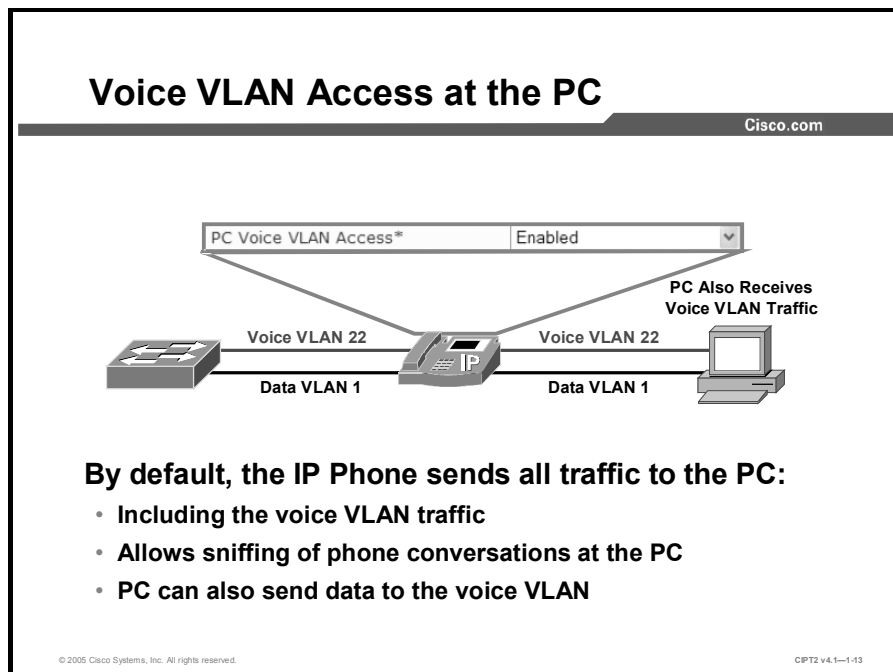 Voice VLAN Access at the PC
Cisco.com
PC Voice VLAN Access* Enabled
PC Also Receives
Voice VLAN Traffic
Voice VLAN 22 IP Voice VLAN 22
Data VLAN 1 Data VLAN 1
By default, the IP Phone sends all traffic to the PC:
• Including the voice VLAN traffic
• Allows sniffing of phone conversations at the PC
• PC can also send data to the voice VLAN
© 2005 Cisco Systems, Inc. All rights reserved. CIPT2 v4.1—1-13